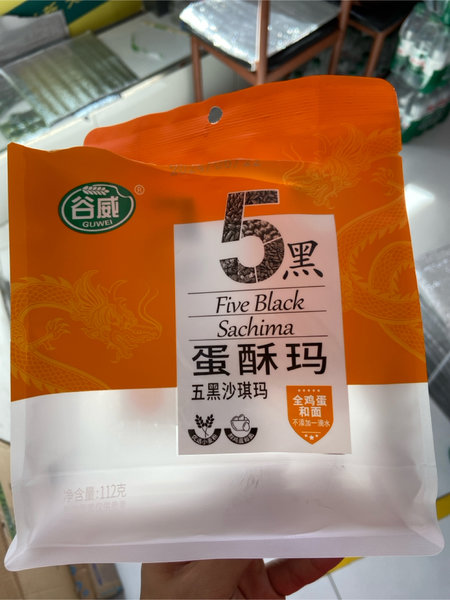 谷威
®
GUWEI
5黑
Five Black
Sachima
蛋酥玛
五黑沙琪玛
全鸡蛋
和面
不添加一滴水
净含量:112克